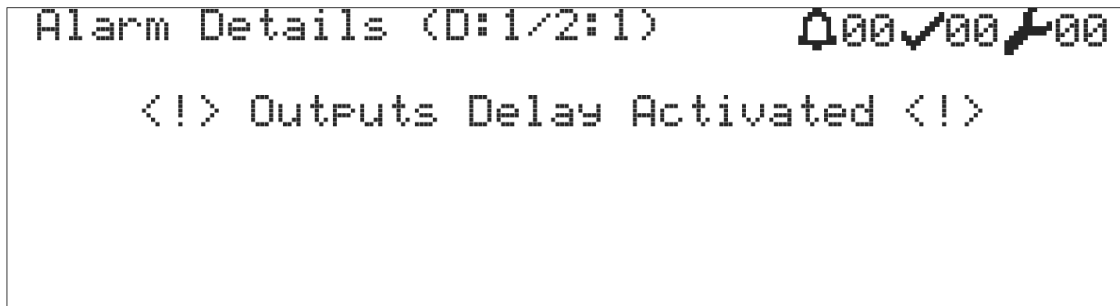 Alarm Details (D:1/2:1) 00 00 00
<!> Outputs Delay Activated <!>